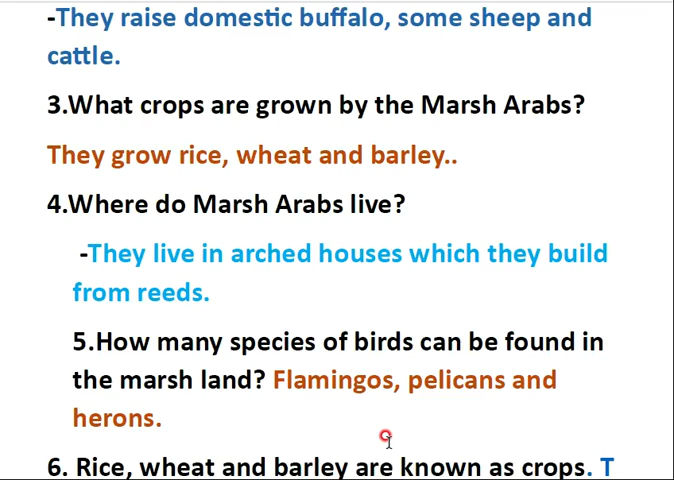 -They raise domestic buffalo, some sheep and
cattle.
3.What crops are grown by the Marsh Arabs?
They grow rice, wheat and barley..
4.Where do Marsh Arabs live?
-They live in arched houses which they build
from reeds.
5.How many species of birds can be found in
the marsh land? Flamingos, pelicans and
herons.
6. Rice, wheat and barley are known as crops. T